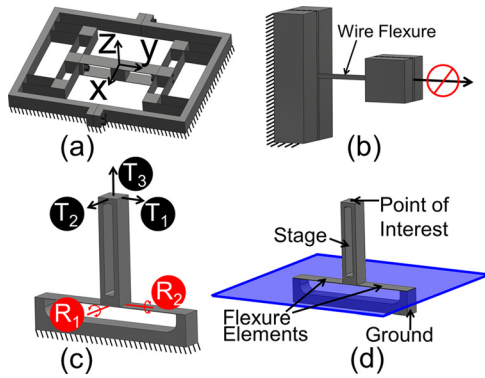 Z
y
x
(a)
Wire Flexure
(b)
T3
T2
T1
R1
R2
(c)
Point of
Interest
Stage
Flexure
Elements
Ground
(d)